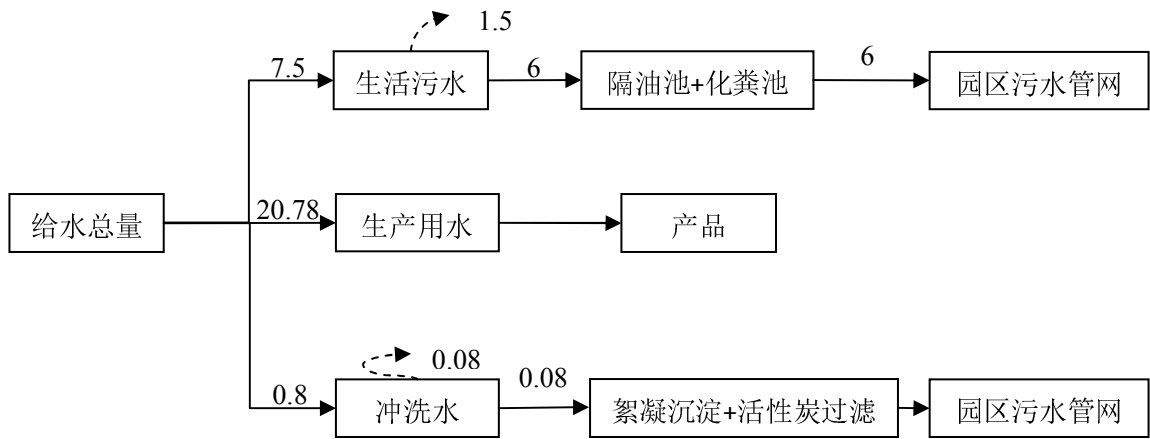 1.5
7.5
生活污水
6
隔油池+化粪池
6
园区污水管网
给水总量
20.78
生产用水
产品
0.08
0.8
冲洗水
0.08
絮凝沉淀+活性炭过滤
园区污水管网